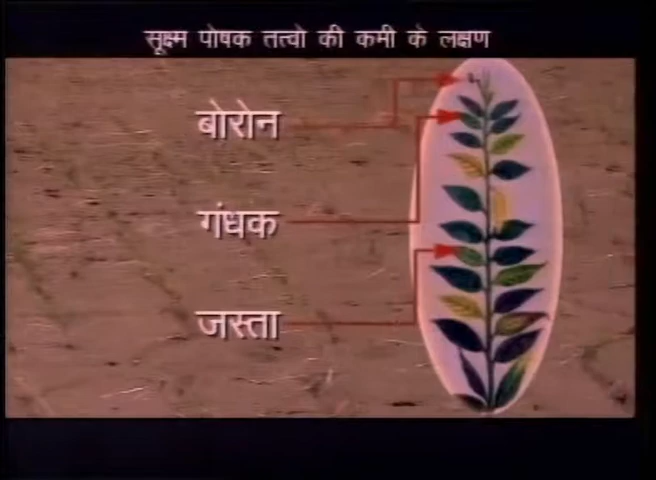 सूक्ष्म पोषक तत्वो की कमी के लक्षण
बोरोन
गंधक
जस्ता